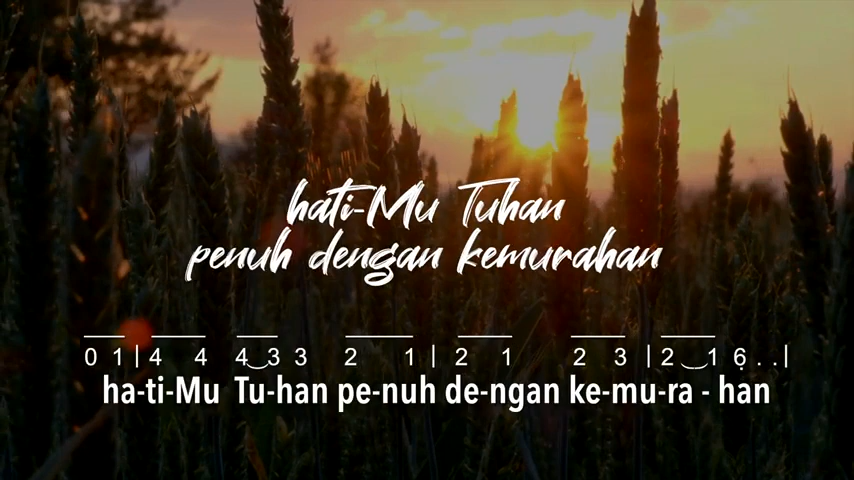 hati-Mu Tuhan
penuh dengan kemurahan
0 1 | 4 4 4 3 3 2 1 | 2 1 2 3 | 2 1 6̣ . . |
ha-ti-Mu Tu-han pe-nuh de-ngan ke-mu-ra - han